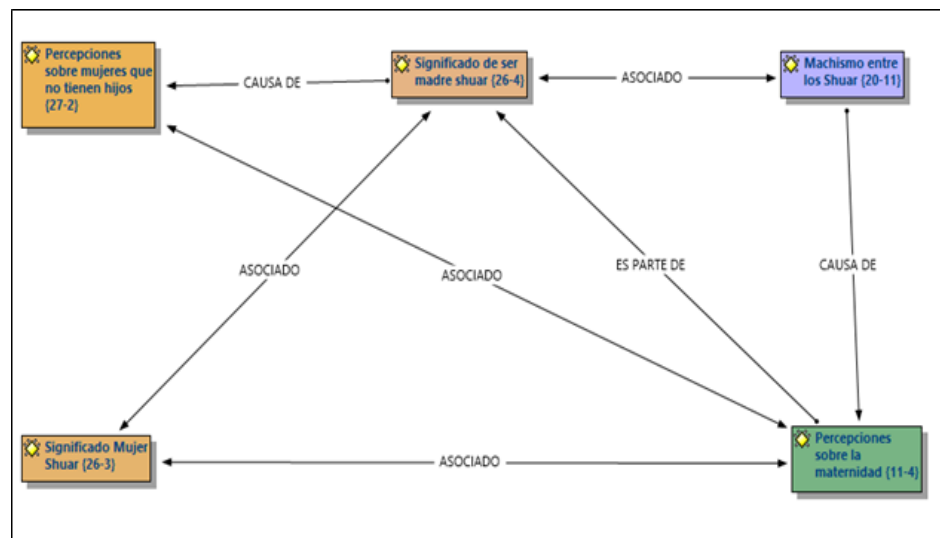 Percepciones
sobre mujeres que
no tienen hijos
{27-2}
CAUSA DE
Significado de ser
madre shuar {26-4}
ASOCIADO
Machismo entre
los Shuar {20-11}
ASOCIADO
ASOCIADO
ES PARTE DE
CAUSA DE
Significado Mujer
Shuar {26-3}
ASOCIADO
Percepciones
sobre la
maternidad {11-4}